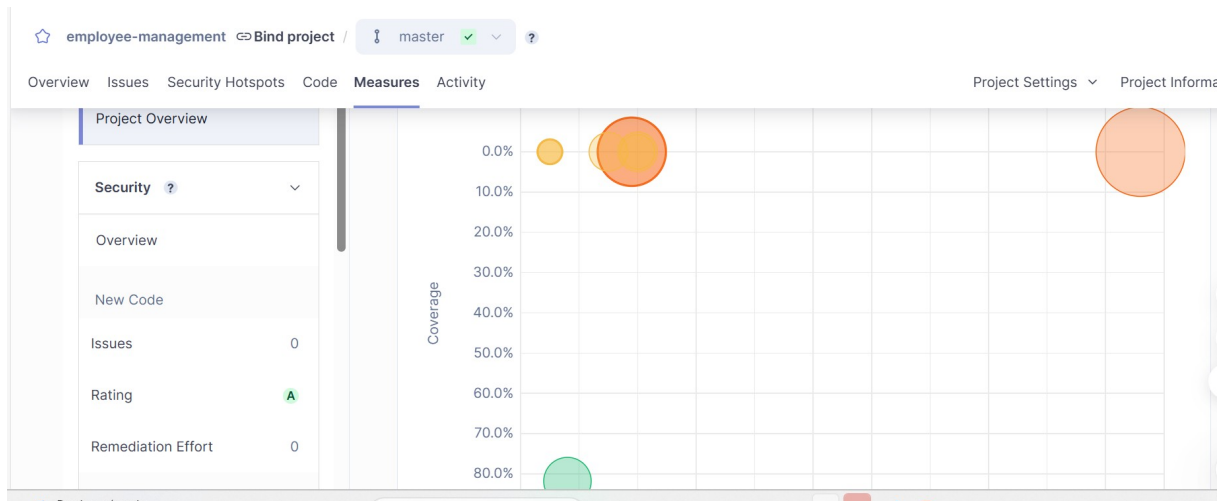 employee-management Bind project / master ?
Overview Issues Security Hotspots Code Measures Activity Project Settings Project Informa
Project Overview
Security ?
Overview
New Code
Issues 0
Rating A
Remediation Effort 0
Coverage
0.0%
10.0%
20.0%
30.0%
40.0%
50.0%
60.0%
70.0%
80.0%